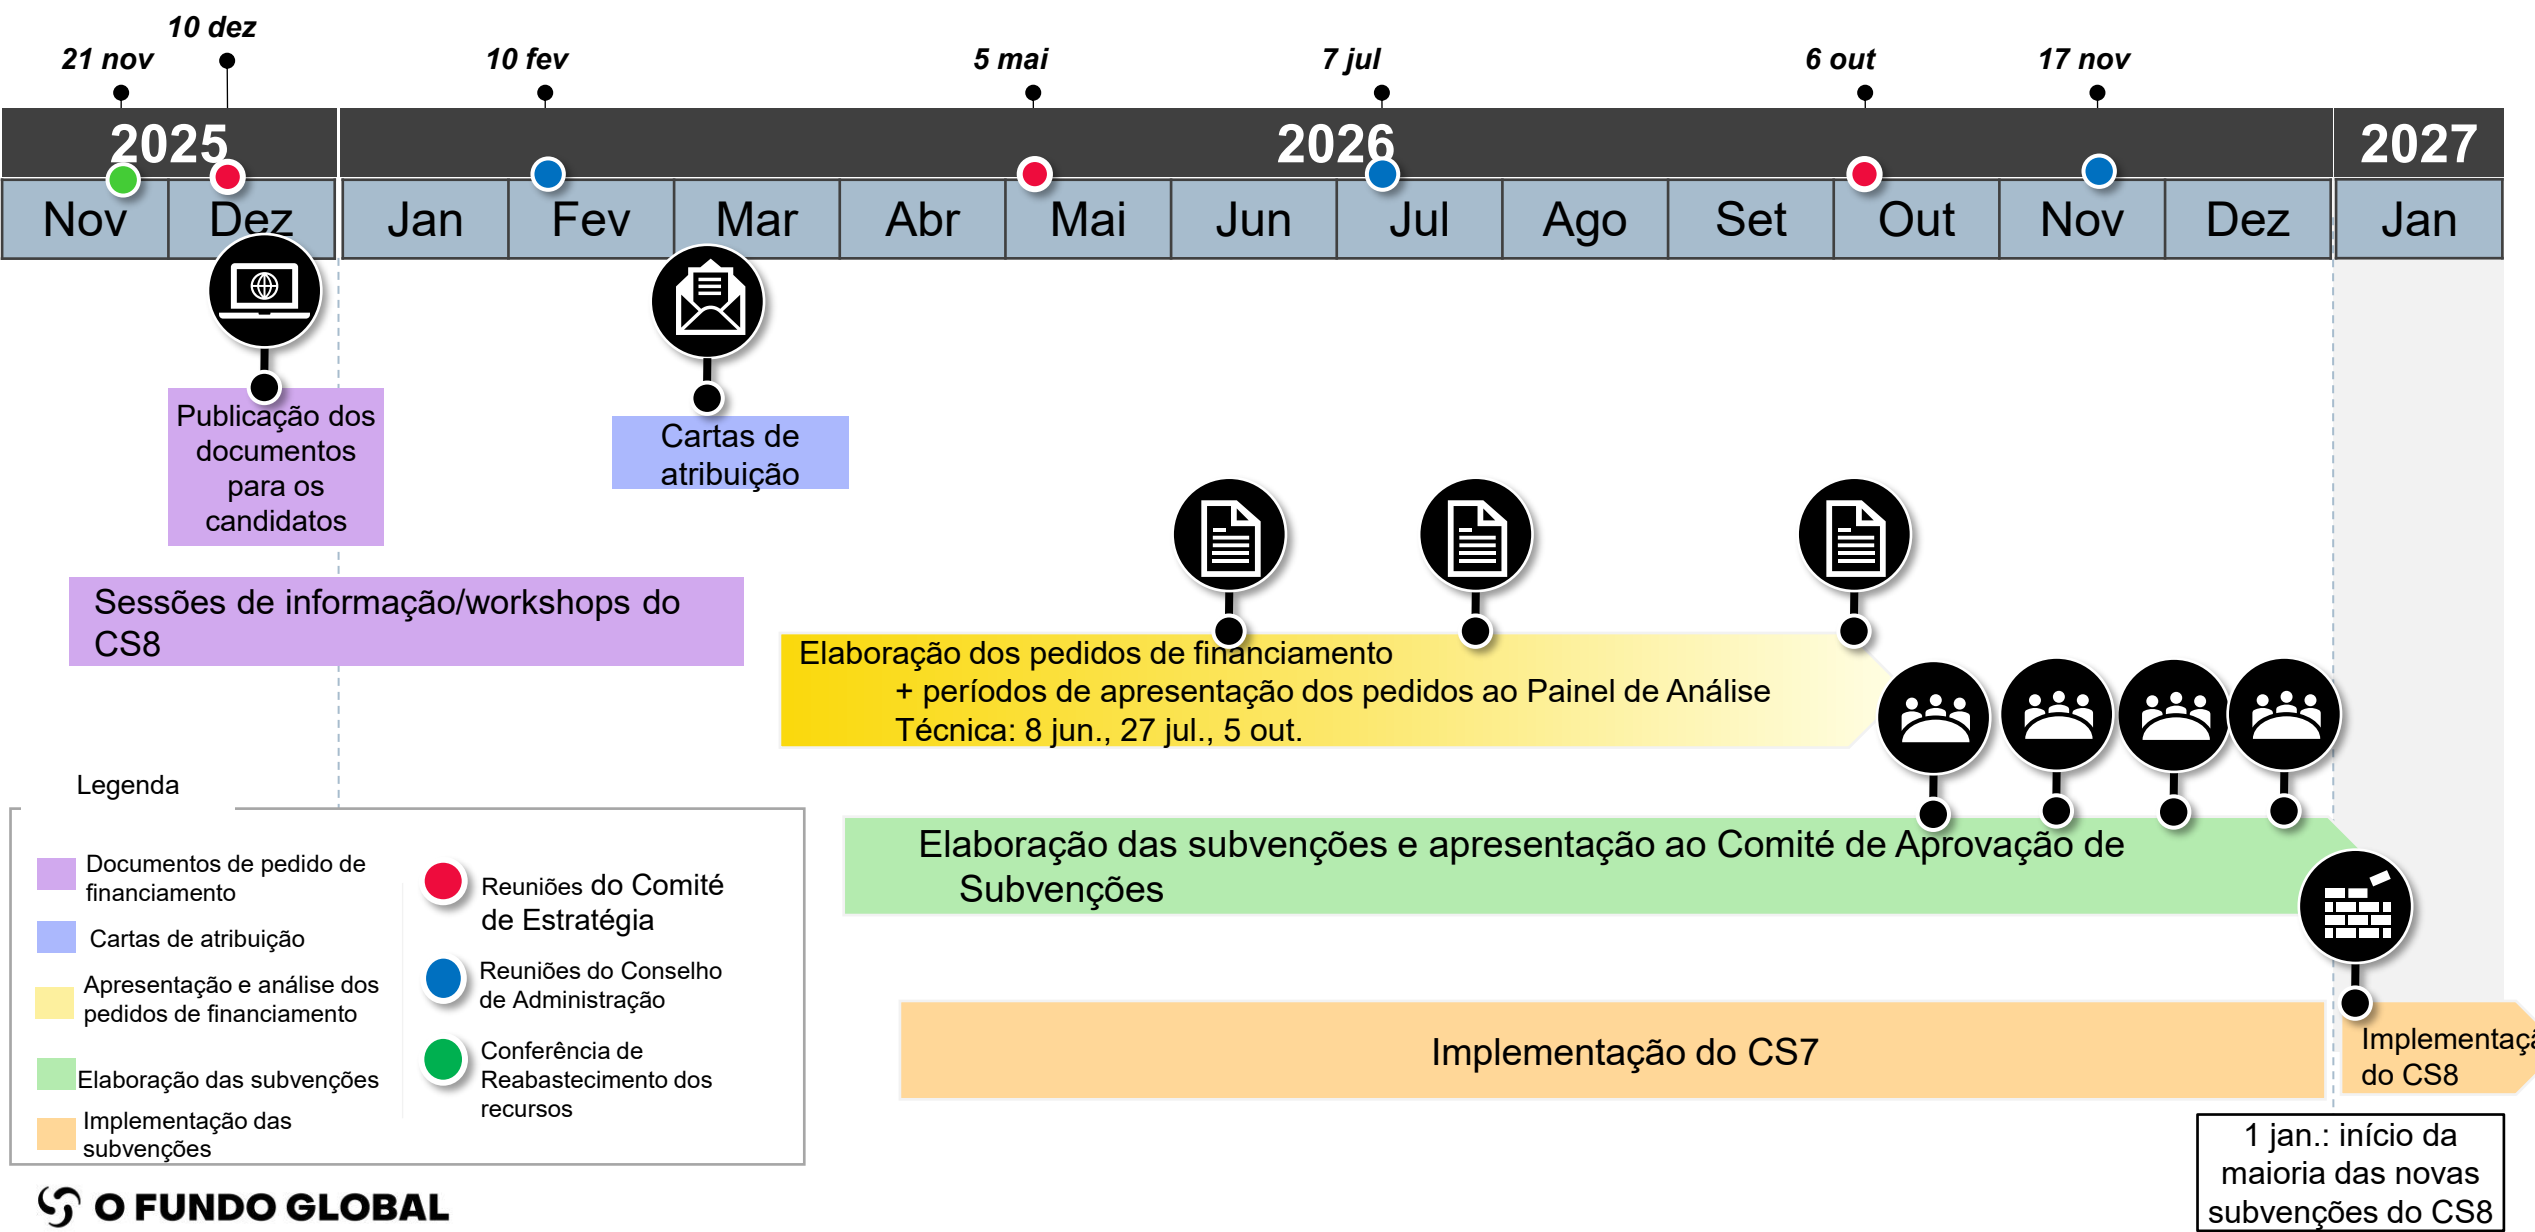 10 dez
21 nov
10 fev
5 mai
7 jul
6 out
17 nov
2025
2026
2027
Nov
Dez
Jan
Fev
Mar
Abr
Mai
Jun
Jul
Ago
Set
Out
Nov
Dez
Jan
Publicação dos
documentos
para os
candidatos
Cartas de
atribuição
Sessões de informação/workshops do
CS8
Elaboração dos pedidos de financiamento
+ períodos de apresentação dos pedidos ao Painel de Análise
Técnica: 8 jun., 27 jul., 5 out.
Elaboração das subvenções e apresentação ao Comité de Aprovação de
Subvenções
Implementação do CS7
Implementaçã
do CS8
1 jan.: início da
maioria das novas
subvenções do CS8
Legenda
Documentos de pedido de
financiamento
Cartas de atribuição
Apresentação e análise dos
pedidos de financiamento
Elaboração das subvenções
Implementação das
subvenções
Reuniões do Comité
de Estratégia
Reuniões do Conselho
de Administração
Conferência de
Reabastecimento dos
recursos
O FUNDO GLOBAL